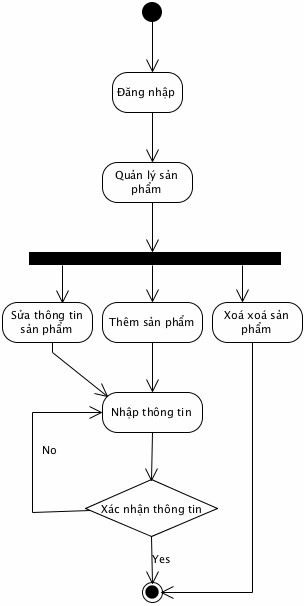 Đăng nhập
Quản lý sản
phẩm
Sửa thông tin
sản phẩm
Thêm sản phẩm
Xoá xoá sản
phẩm
Nhập thông tin
No
Xác nhận thông tin
Yes